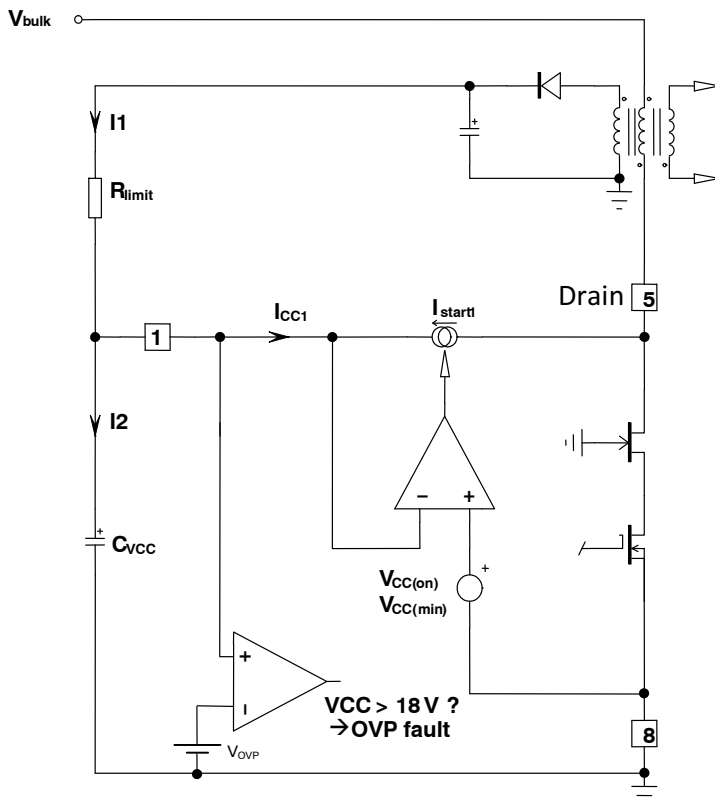 Vbulk
I1
Rlimit
Drain
5
ICC1
Istart1
1
I2
CVCC
VCC(on)
VCC(min)
VCC > 18 V ?
→OVP fault
VOVP
8